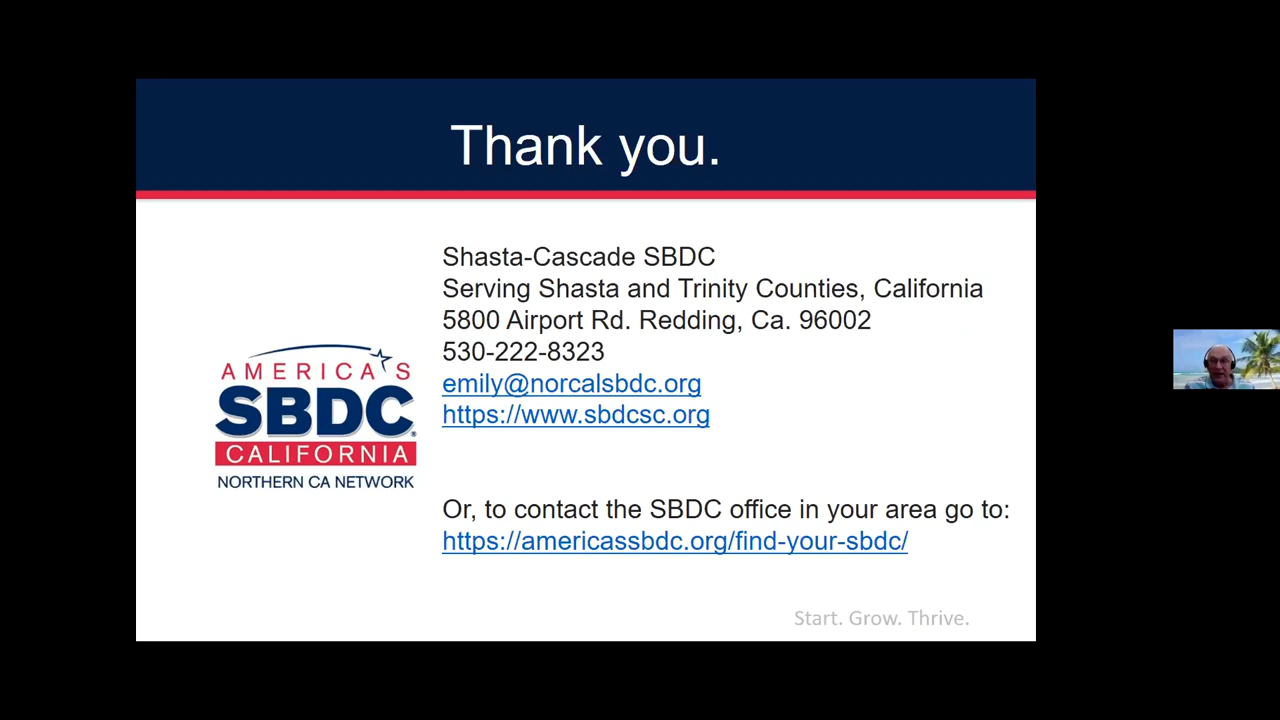 Thank you.
Shasta-Cascade SBDC
Serving Shasta and Trinity Counties, California
5800 Airport Rd. Redding, Ca. 96002
530-222-8323
emily@norcalsbdc.org
https://www.sbdcsc.org
AMERICA'S
SBDC®
CALIFORNIA
NORTHERN CA NETWORK
Or, to contact the SBDC office in your area go to:
https://americassbdc.org/find-your-sbdc/
Start. Grow. Thrive.